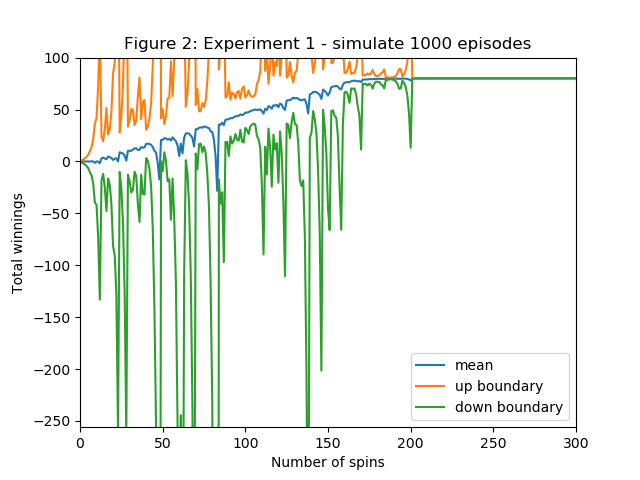 Figure 2: Experiment 1 - simulate 1000 episodes
100
50
0
−50
−100
−150
−200
−250
Total winnings
0 50 100 150 200 250 300
Number of spins
mean
up boundary
down boundary